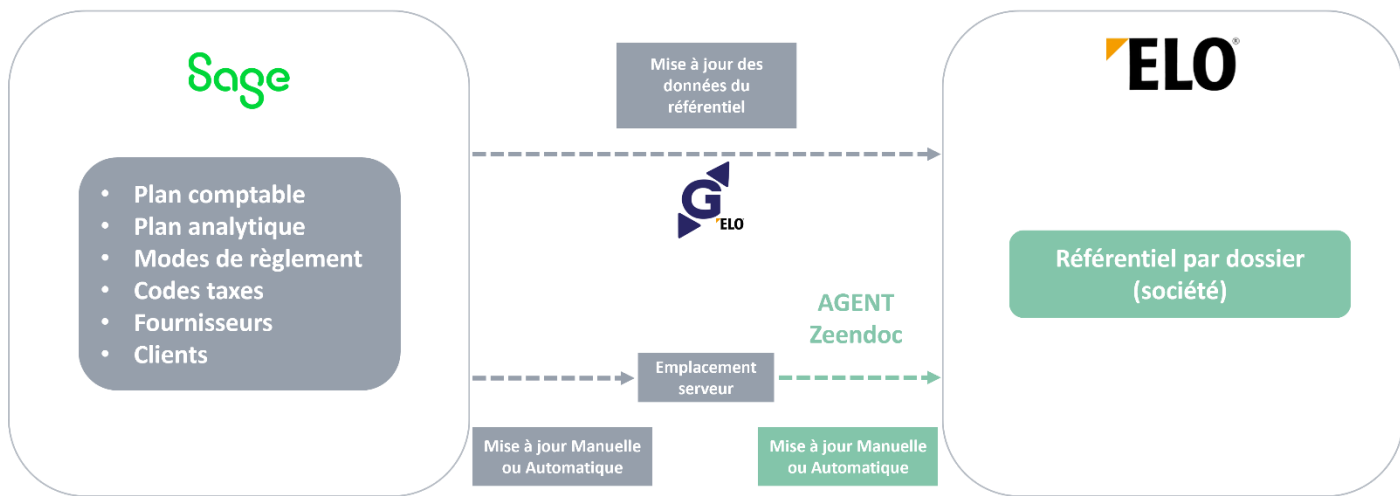 Sage
• Plan comptable
• Plan analytique
• Modes de règlement
• Codes taxes
• Fournisseurs
• Clients
Mise à jour des
données du
référentiel
G
ELO
AGENT
Zeendoc
Emplacement
serveur
Mise à jour Manuelle
ou Automatique
Mise à jour Manuelle
ou Automatique
ELO®
Référentiel par dossier
(société)